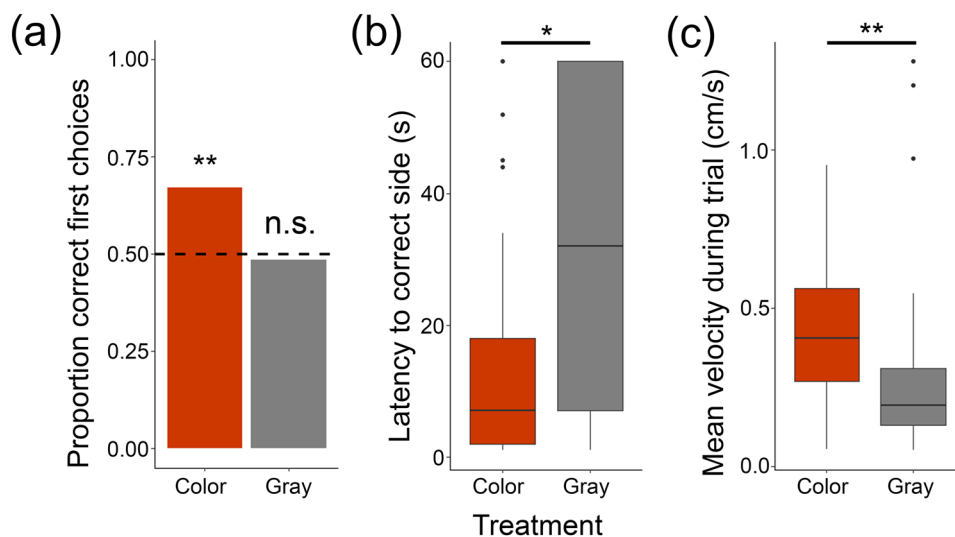 (a)
Proportion correct first choices
1.00
0.75
0.50
0.25
0.00
**
n.s.
Color
Gray
(b)
Latency to correct side (s)
60
40
20
0
*
Color
Gray
Treatment
(c)
Mean velocity during trial (cm/s)
1.0
0.5
0.0
**
Color
Gray